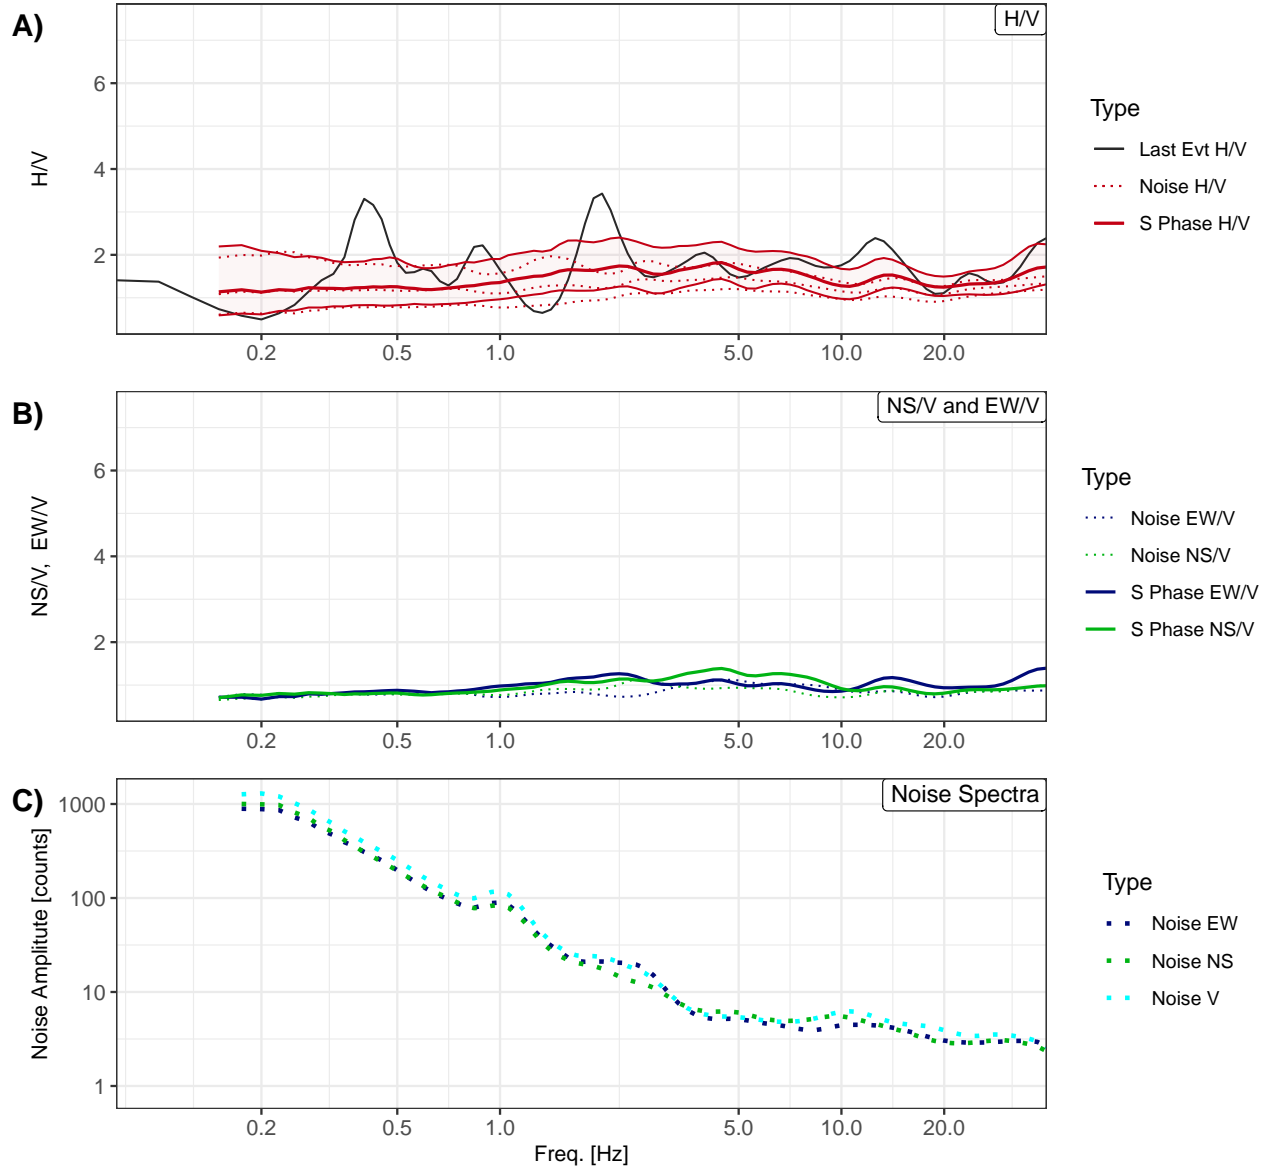 A)
H/V
6
4
2
H/V
0.2 0.5 1.0 5.0 10.0 20.0
Type
Last Evt H/V
Noise H/V
S Phase H/V
B)
NS/V and EW/V
6
4
2
NS/V,  EW/V
0.2 0.5 1.0 5.0 10.0 20.0
Type
Noise EW/V
Noise NS/V
S Phase EW/V
S Phase NS/V
C)
Noise Spectra
1000
100
10
1
Noise Amplitute [counts]
0.2 0.5 1.0 5.0 10.0 20.0
Freq. [Hz]
Type
Noise EW
Noise NS
Noise V